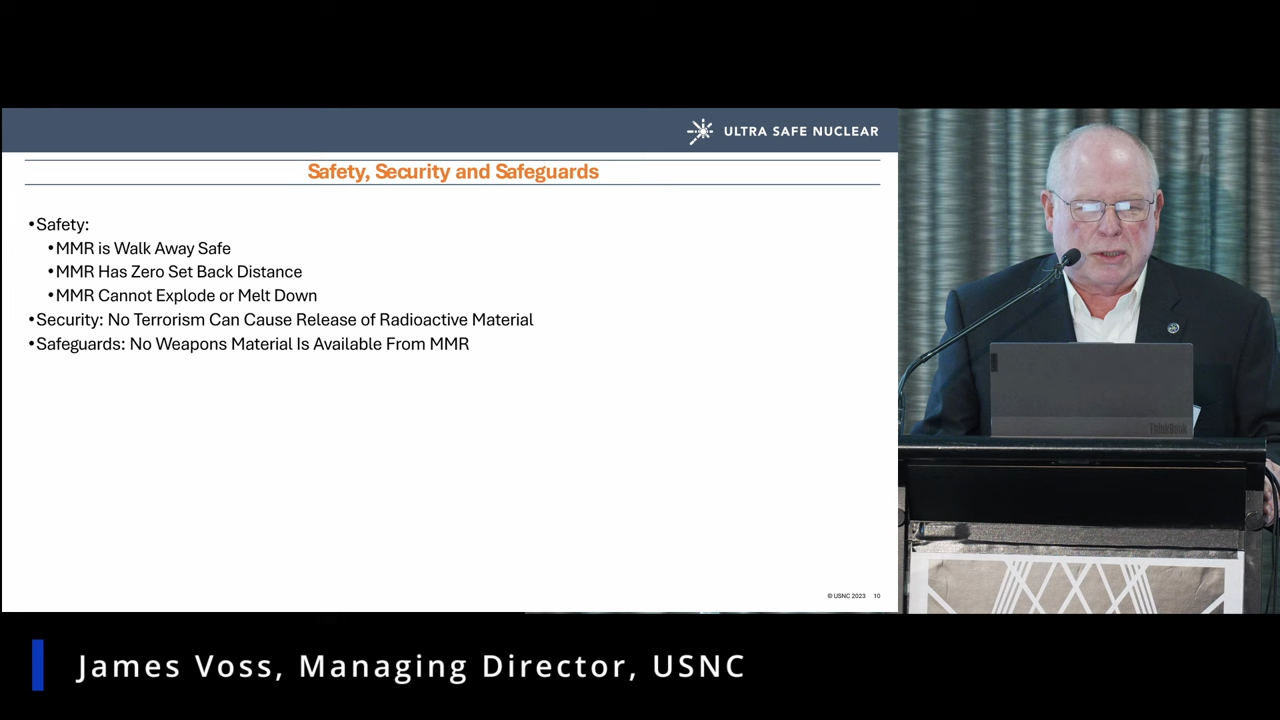 ULTRA SAFE NUCLEAR
Safety, Security and Safeguards
•Safety:
•MMR is Walk Away Safe
•MMR Has Zero Set Back Distance
•MMR Cannot Explode or Melt Down
•Security: No Terrorism Can Cause Release of Radioactive Material
•Safeguards: No Weapons Material Is Available From MMR
© USNC 2023 10
ThinkBook
James Voss, Managing Director, USNC